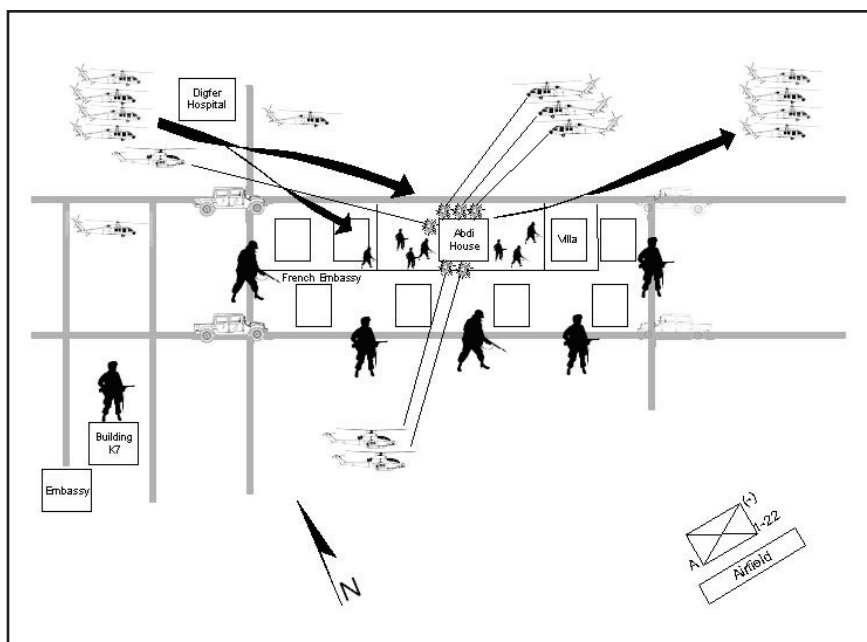 Digfer
Hospital
Abdi
House
Villa
French Embassy
Building
K7
Embassy
N
(-)
1-22
A
Airfield